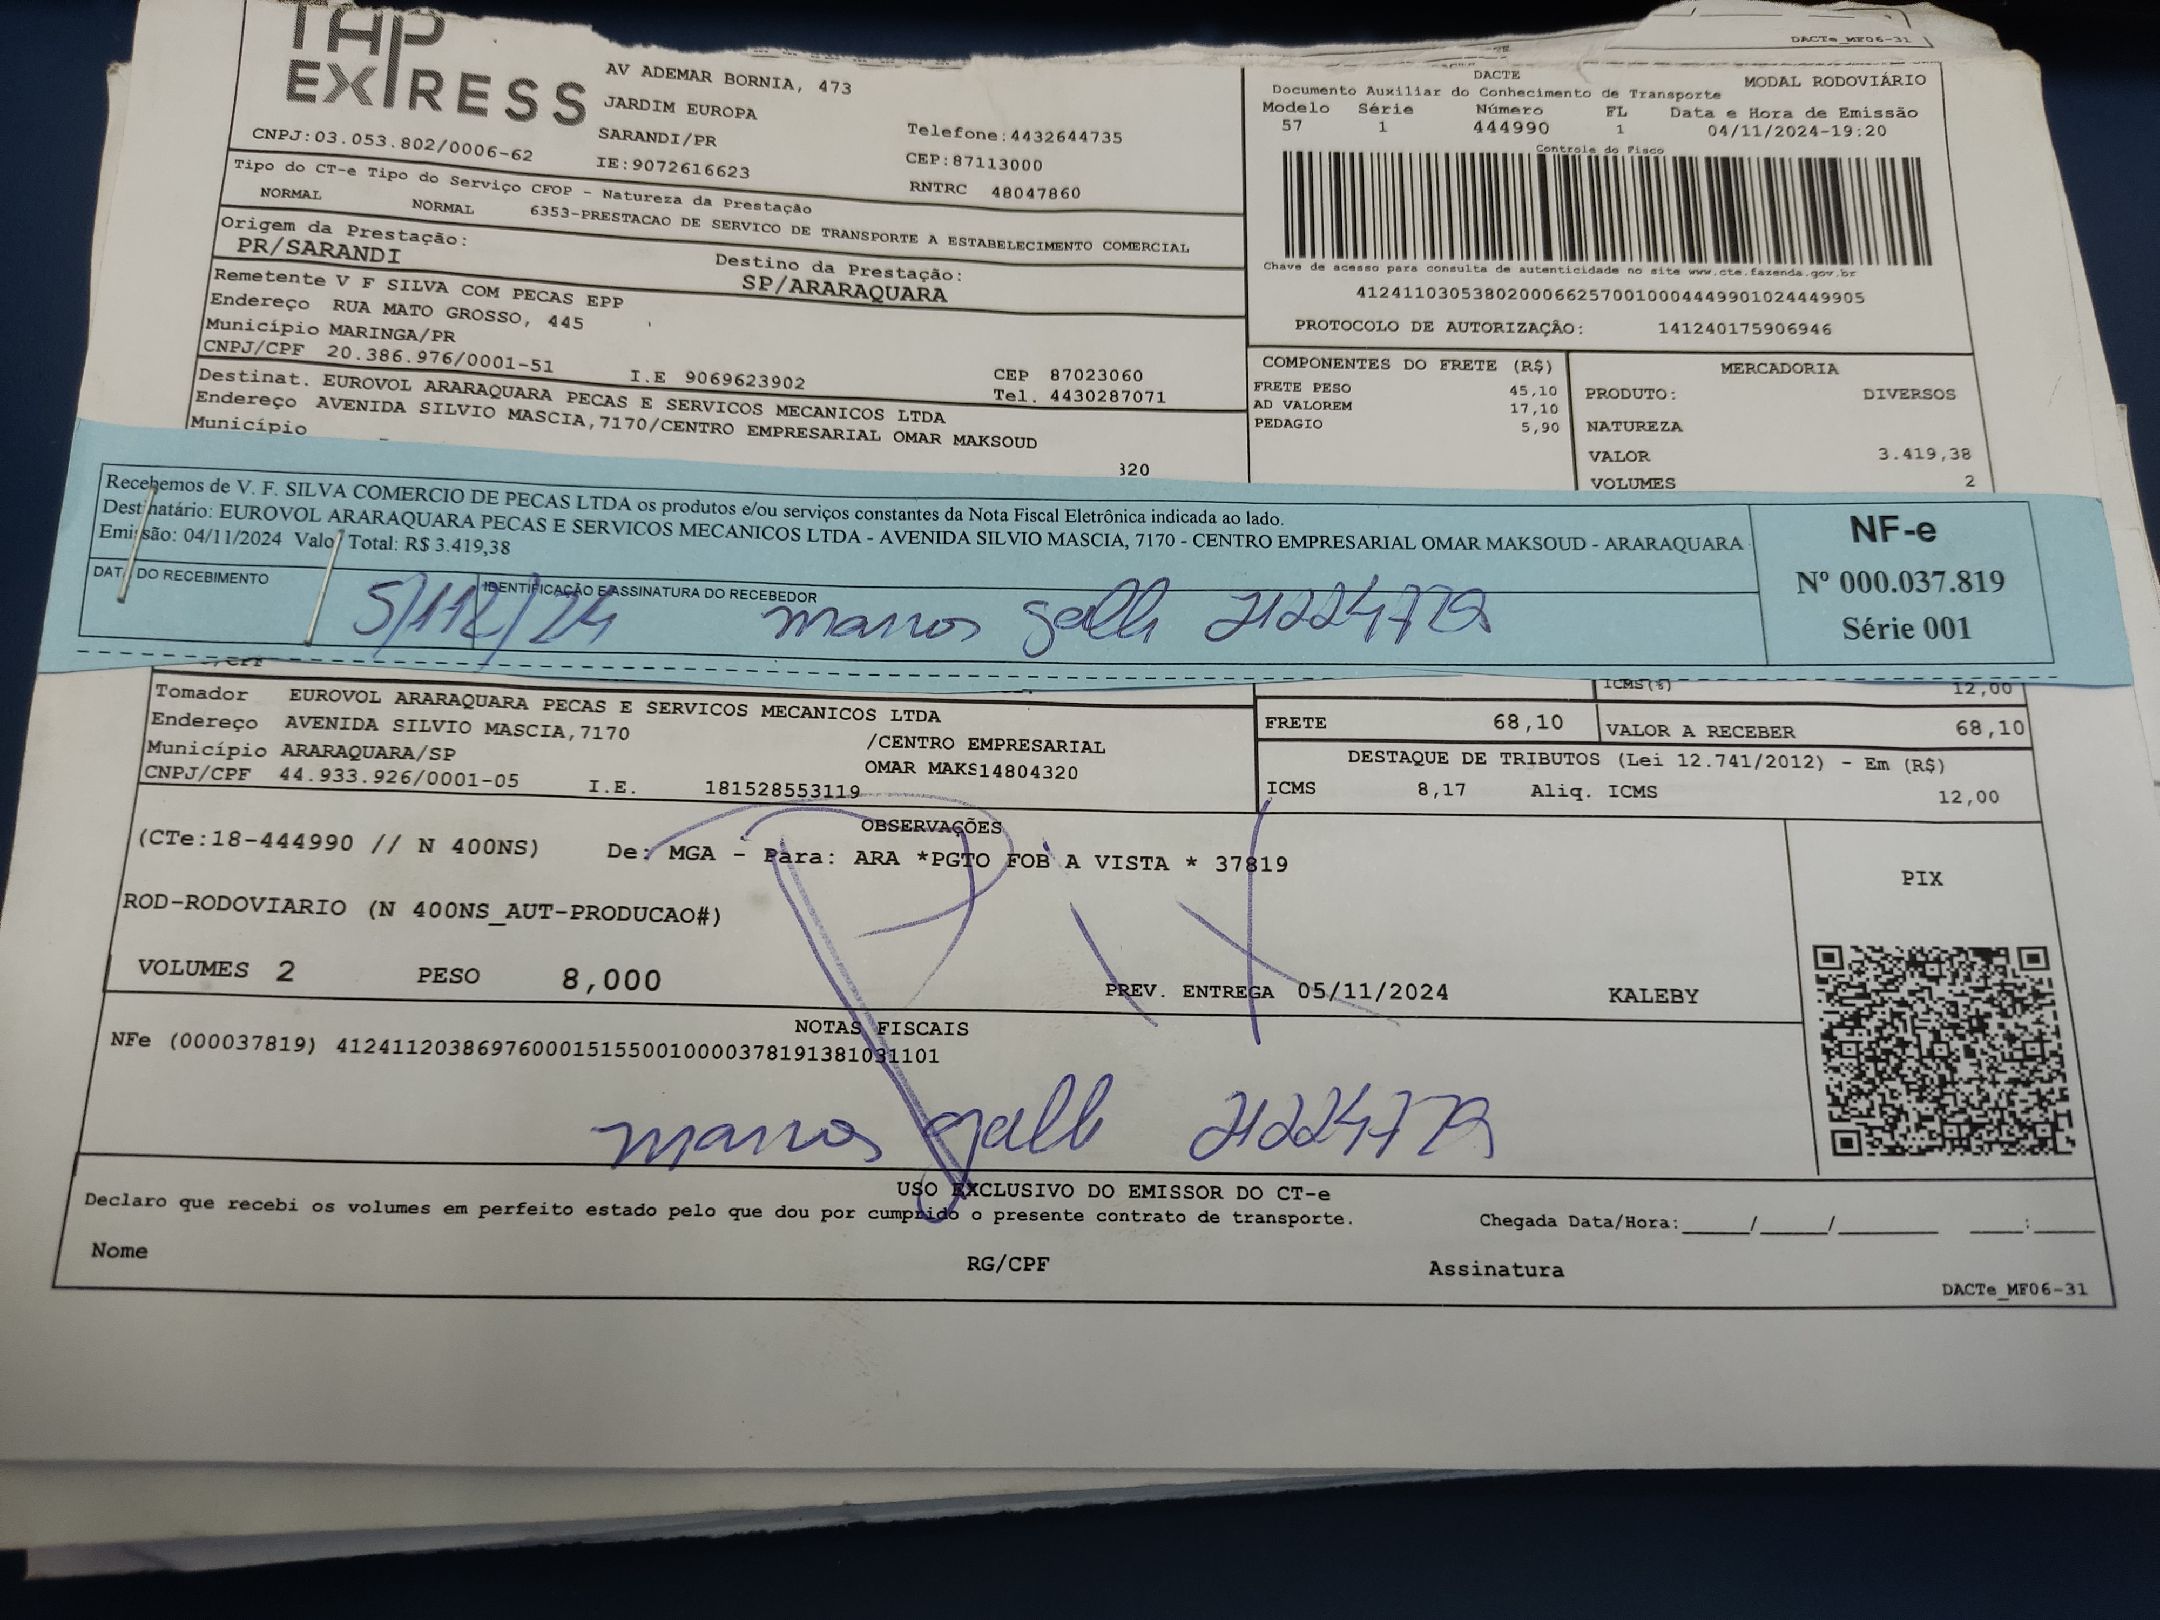 DACTe_MF06-31
TAP
EXPRESS
AV ADEMAR BORNIA, 473
JARDIM EUROPA
SARANDI/PR
IE:9072616623
CNPJ:03.053.802/0006-62
Telefone:4432644735
CEP:87113000
RNTRC 48047860
DACTE
Documento Auxiliar do Conhecimento de Transporte
MODAL RODOVIÁRIO
Modelo Série Número FL Data e Hora de Emissão
57 1 444990 1 04/11/2024-19:20
Controle do Fisco
Chave de acesso para consulta de autenticidade no site www.cte.fazenda.gov.br
41241103053802000662570010004449901024449905
PROTOCOLO DE AUTORIZAÇÃO: 141240175906946
Tipo do CT-e Tipo do Serviço CFOP - Natureza da Prestação
NORMAL NORMAL 6353-PRESTACAO DE SERVICO DE TRANSPORTE A ESTABELECIMENTO COMERCIAL
Origem da Prestação:
PR/SARANDI
Destino da Prestação:
SP/ARARAQUARA
Remetente V F SILVA COM PECAS EPP
Endereço RUA MATO GROSSO, 445
Município MARINGA/PR
CNPJ/CPF 20.386.976/0001-51 I.E 9069623902
CEP 87023060
Tel. 4430287071
Destinat. EUROVOL ARARAQUARA PECAS E SERVICOS MECANICOS LTDA
Endereço AVENIDA SILVIO MASCIA,7170/CENTRO EMPRESARIAL OMAR MAKSOUD
Município
320
COMPONENTES DO FRETE (R$)
FRETE PESO 45,10
AD VALOREM 17,10
PEDAGIO 5,90
MERCADORIA
PRODUTO: DIVERSOS
NATUREZA
VALOR 3.419,38
VOLUMES 2
Recebemos de V. F. SILVA COMERCIO DE PECAS LTDA os produtos e/ou serviços constantes da Nota Fiscal Eletrônica indicada ao lado.
Destinatário: EUROVOL ARARAQUARA PECAS E SERVICOS MECANICOS LTDA - AVENIDA SILVIO MASCIA, 7170 - CENTRO EMPRESARIAL OMAR MAKSOUD - ARARAQUARA
Emissão: 04/11/2024 Valor Total: R$ 3.419,38
DATA DO RECEBIMENTO
IDENTIFICAÇÃO E ASSINATURA DO RECEBEDOR
NF-e
Nº 000.037.819
Série 001
Tomador EUROVOL ARARAQUARA PECAS E SERVICOS MECANICOS LTDA
Endereço AVENIDA SILVIO MASCIA,7170 /CENTRO EMPRESARIAL
Município ARARAQUARA/SP OMAR MAKS14804320
CNPJ/CPF 44.933.926/0001-05 I.E. 181528553119
ICMS(%) 12,00
FRETE 68,10 VALOR A RECEBER 68,10
DESTAQUE DE TRIBUTOS (Lei 12.741/2012) - Em (R$)
ICMS 8,17 Aliq. ICMS 12,00
OBSERVAÇÕES
(CTe:18-444990 // N 400NS) De: MGA - Para: ARA *PGTO FOB A VISTA * 37819
ROD-RODOVIARIO (N 400NS_AUT-PRODUCAO#)
Pix
PIX
VOLUMES 2 PESO 8,000 PREV. ENTREGA 05/11/2024 KALEBY
NOTAS FISCAIS
NFe (000037819) 41241120386976000151550010000378191381031101
USO EXCLUSIVO DO EMISSOR DO CT-e
Declaro que recebi os volumes em perfeito estado pelo que dou por cumprido o presente contrato de transporte. Chegada Data/Hora:_____/_____/_______ ____:____
Nome RG/CPF Assinatura
DACTe_MF06-31